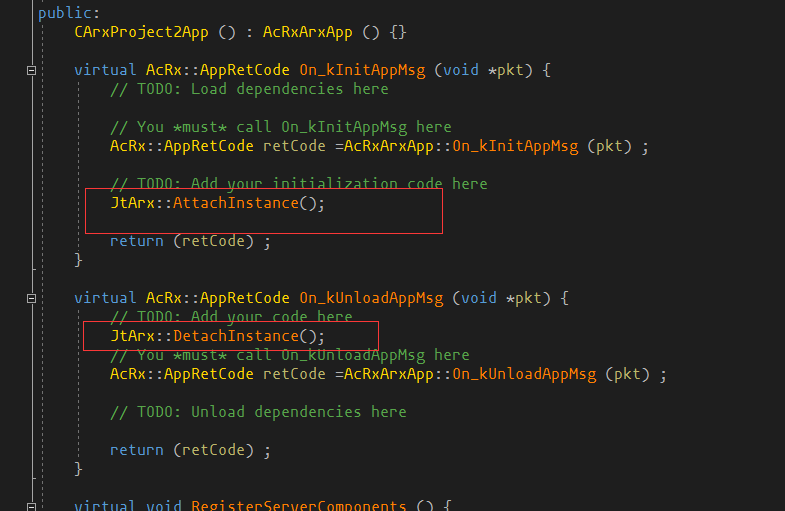 public:
CArxProject2App () : AcRxArxApp () {}
virtual AcRx::AppRetCode On_kInitAppMsg (void *pkt) {
// TODO: Load dependencies here
// You *must* call On_kInitAppMsg here
AcRx::AppRetCode retCode =AcRxArxApp::On_kInitAppMsg (pkt) ;
// TODO: Add your initialization code here
JtArx::AttachInstance();
return (retCode) ;
}
virtual AcRx::AppRetCode On_kUnloadAppMsg (void *pkt) {
// TODO: Add your code here
JtArx::DetachInstance();
// You *must* call On_kUnloadAppMsg here
AcRx::AppRetCode retCode =AcRxArxApp::On_kUnloadAppMsg (pkt) ;
// TODO: Unload dependencies here
return (retCode) ;
}
virtual void RegisterServerComponents () {